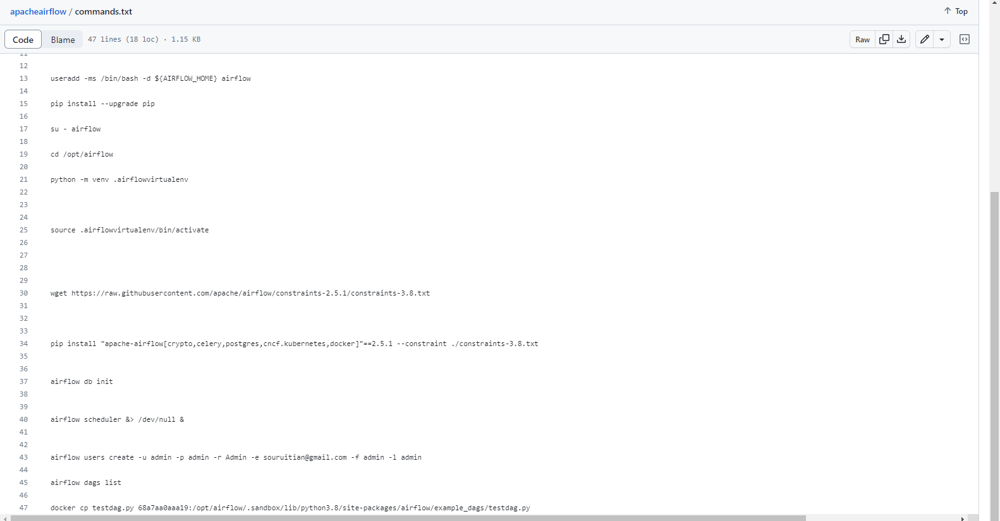 apacheairflow / commands.txt
Top
Code Blame 47 lines (18 loc) · 1.15 KB
Raw
11
12
13 useradd -ms /bin/bash -d ${AIRFLOW_HOME} airflow
14
15 pip install --upgrade pip
16
17 su - airflow
18
19 cd /opt/airflow
20
21 python -m venv .airflowvirtualenv
22
23
24
25 source .airflowvirtualenv/bin/activate
26
27
28
29
30 wget https://raw.githubusercontent.com/apache/airflow/constraints-2.5.1/constraints-3.8.txt
31
32
33
34 pip install "apache-airflow[crypto,celery,postgres,cncf.kubernetes,docker]"==2.5.1 --constraint ./constraints-3.8.txt
35
36
37 airflow db init
38
39
40 airflow scheduler &> /dev/null &
41
42
43 airflow users create -u admin -p admin -r Admin -e souruitian@gmail.com -f admin -l admin
44
45 airflow dags list
46
47 docker cp testdag.py 68a7aa0aaa19:/opt/airflow/.sandbox/lib/python3.8/site-packages/airflow/example_dags/testdag.py